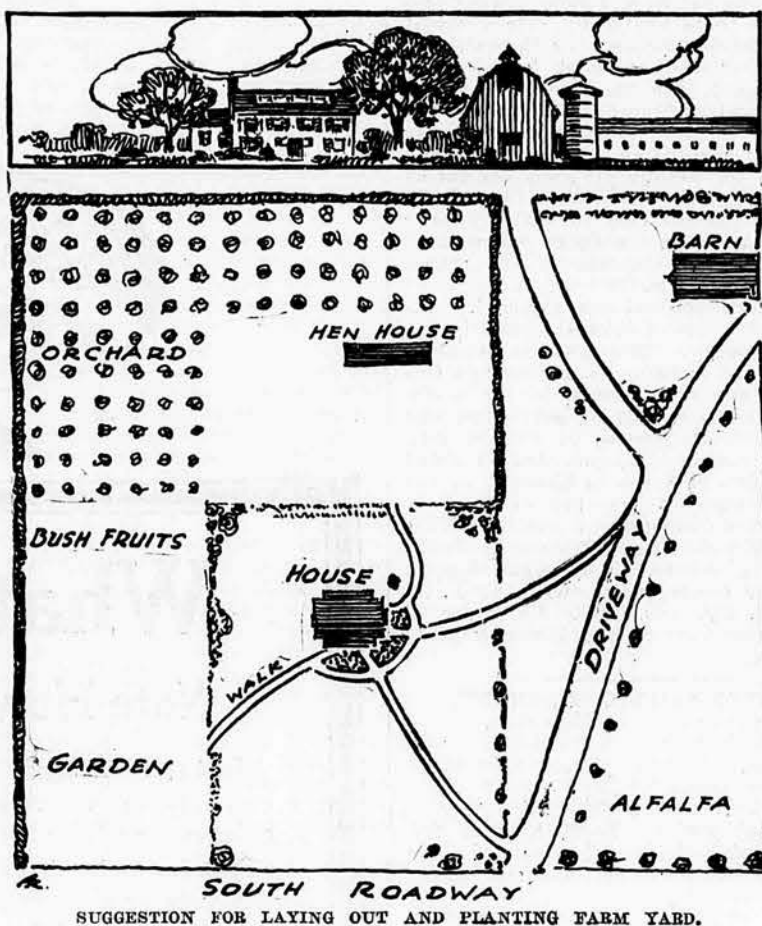 BARN
HEN HOUSE
ORCHARD
BUSH FRUITS
HOUSE
DRIVEWAY
WALK
GARDEN
ALFALFA
SOUTH ROADWAY
SUGGESTION FOR LAYING OUT AND PLANTING FARM YARD.